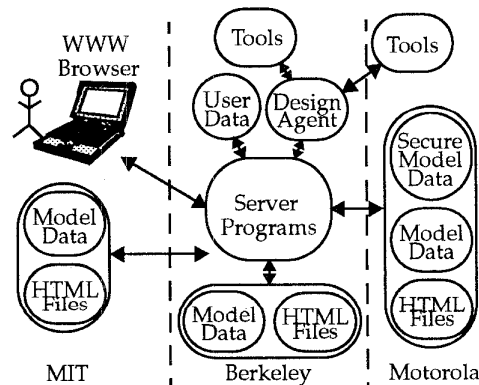 WWW
Browser
Tools
Tools
User
Data
Design
Agent
Server
Programs
Secure
Model
Data
Model
Data
HTML
Files
Model
Data
HTML
Files
Model
Data
HTML
Files
MIT
Berkeley
Motorola